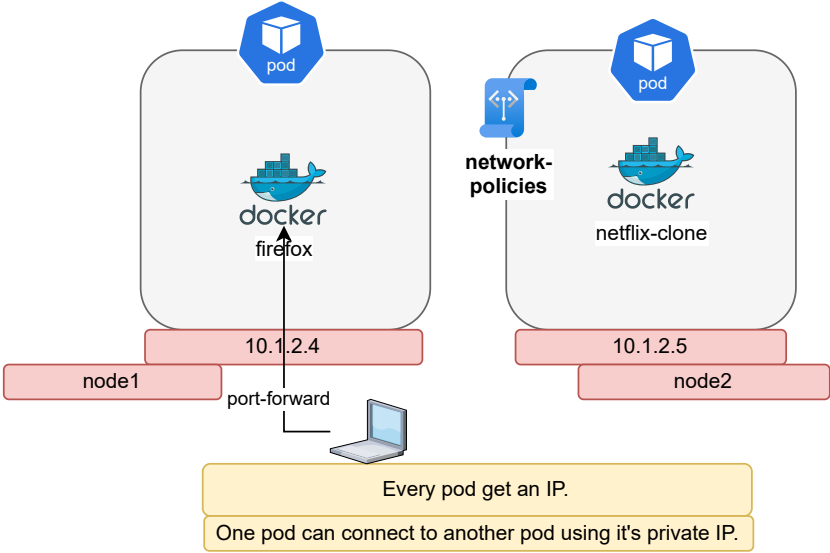 pod
pod
network-
policies
docker
firefox
docker
netflix-clone
10.1.2.4
10.1.2.5
node1
node2
port-forward
Every pod get an IP.
One pod can connect to another pod using it's private IP.